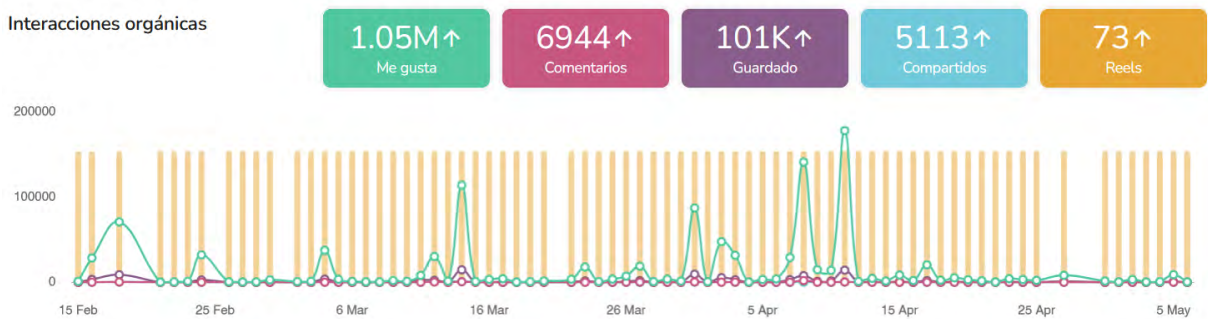 Interacciones orgánicas
1.05M↑ 6944↑ 101K↑ 5113↑ 73↑
Me gusta Comentarios Guardado Compartidos Reels
200000
100000
0
15 Feb 25 Feb 6 Mar 16 Mar 26 Mar 5 Apr 15 Apr 25 Apr 5 May